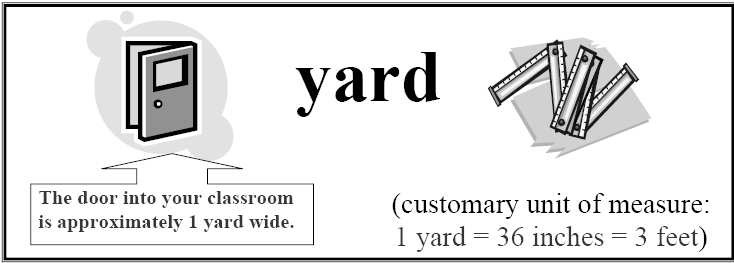 yard
The door into your classroom
is approximately 1 yard wide.
(customary unit of measure:
1 yard = 36 inches = 3 feet)